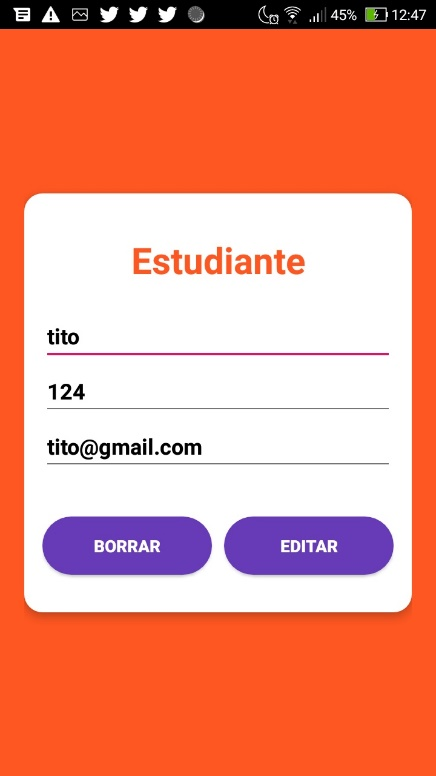 45% 12:47
Estudiante
tito
124
tito@gmail.com
BORRAR EDITAR